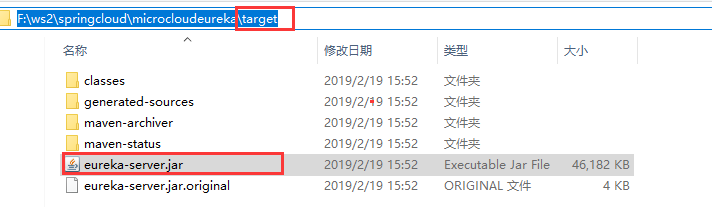 F:\ws2\springcloud\microcloudeureka\target
名称 修改日期 类型 大小
classes 2019/2/19 15:52 文件夹
generated-sources 2019/2/19 15:52 文件夹
maven-archiver 2019/2/19 15:52 文件夹
maven-status 2019/2/19 15:52 文件夹
eureka-server.jar 2019/2/19 15:52 Executable Jar File 46,182 KB
eureka-server.jar.original 2019/2/19 15:52 ORIGINAL 文件 4 KB